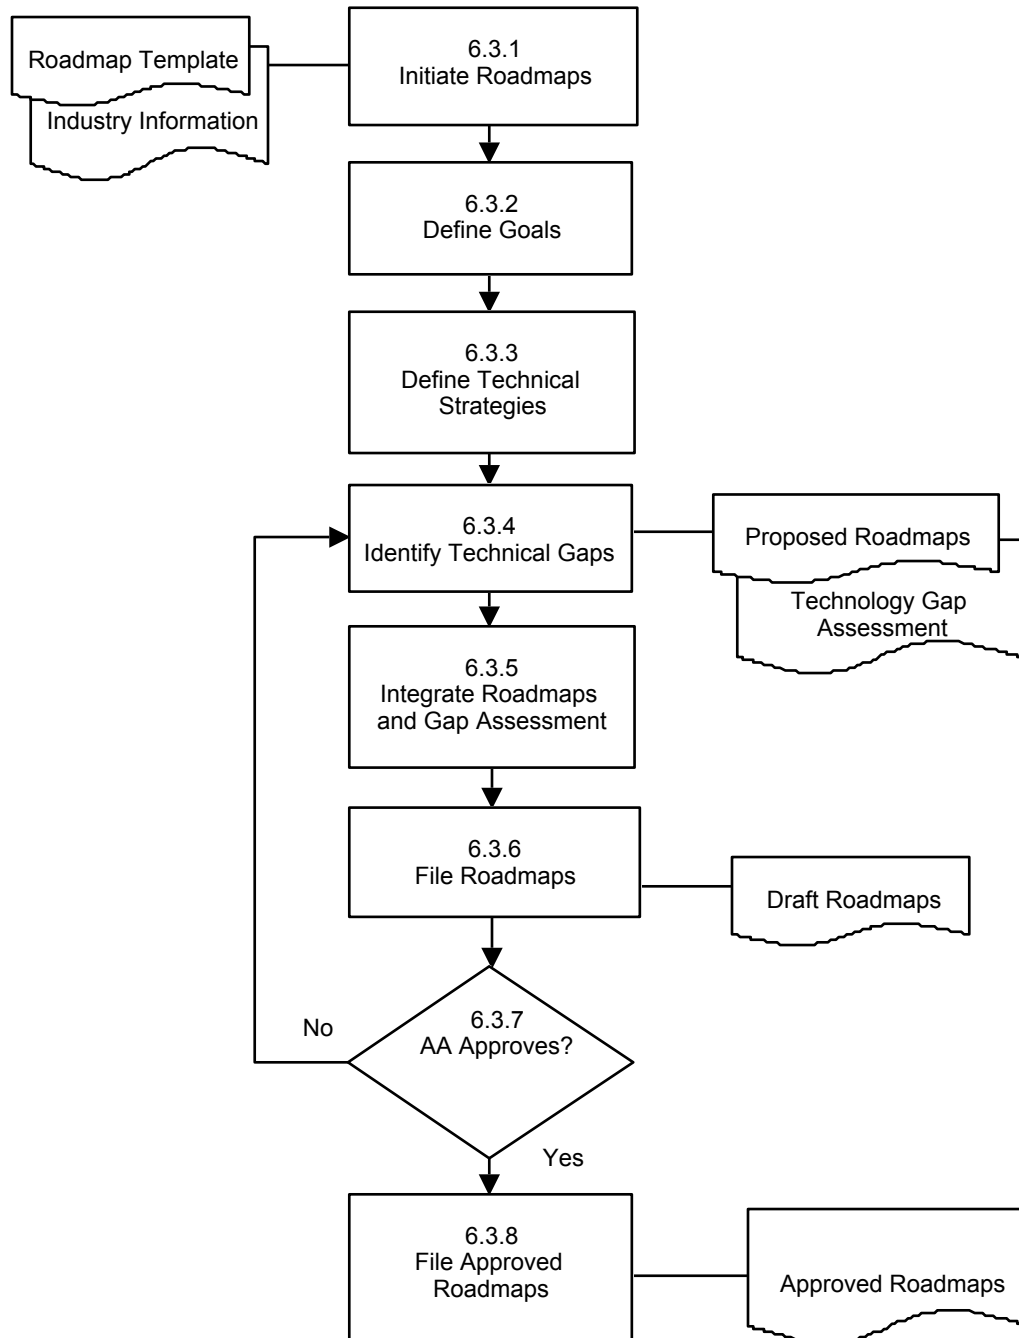 Roadmap Template
Industry Information
6.3.1
Initiate Roadmaps
6.3.2
Define Goals
6.3.3
Define Technical
Strategies
6.3.4
Identify Technical Gaps
Proposed Roadmaps
Technology Gap
Assessment
6.3.5
Integrate Roadmaps
and Gap Assessment
6.3.6
File Roadmaps
Draft Roadmaps
6.3.7
AA Approves?
No
Yes
6.3.8
File Approved
Roadmaps
Approved Roadmaps